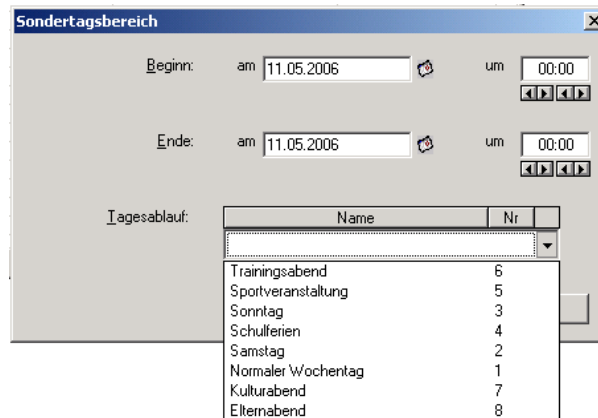 Sondertagsbereich
Beginn: am 11.05.2006 um 00:00
Ende: am 11.05.2006 um 00:00
Tagesablauf: Name Nr
Trainingsabend 6
Sportveranstaltung 5
Sonntag 3
Schulferien 4
Samstag 2
Normaler Wochentag 1
Kulturabend 7
Elternabend 8